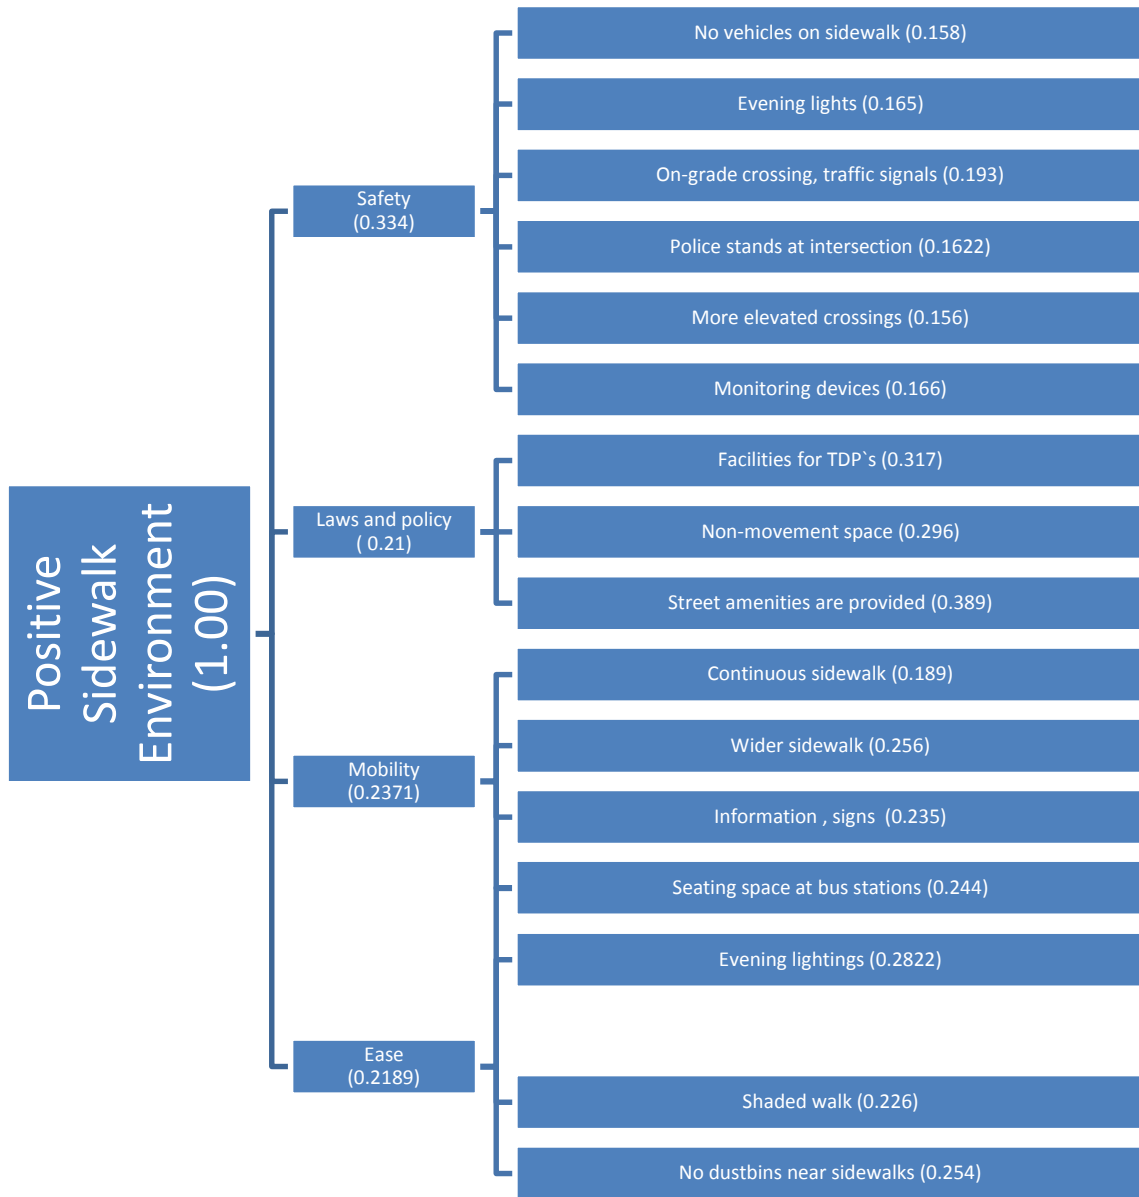 Positive
Sidewalk
Environment
(1.00)
Safety
(0.334)
No vehicles on sidewalk (0.158)
Evening lights (0.165)
On-grade crossing, traffic signals (0.193)
Police stands at intersection (0.1622)
More elevated crossings (0.156)
Monitoring devices (0.166)
Laws and policy
( 0.21)
Facilities for TDP`s (0.317)
Non-movement space (0.296)
Street amenities are provided (0.389)
Mobility
(0.2371)
Continuous sidewalk (0.189)
Wider sidewalk (0.256)
Information , signs  (0.235)
Seating space at bus stations (0.244)
Evening lightings (0.2822)
Ease
(0.2189)
Shaded walk (0.226)
No dustbins near sidewalks (0.254)